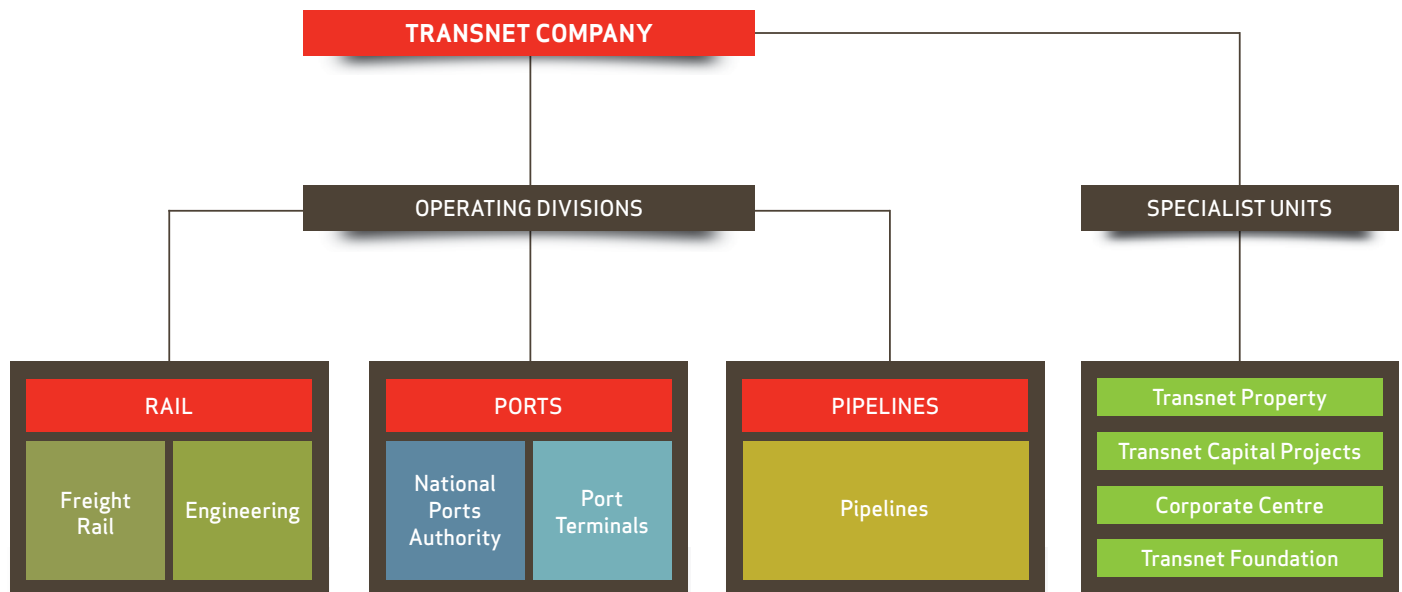 TRANSNET COMPANY
OPERATING DIVISIONS
SPECIALIST UNITS
RAIL
Freight
Rail
Engineering
PORTS
National
Ports
Authority
Port
Terminals
PIPELINES
Pipelines
Transnet Property
Transnet Capital Projects
Corporate Centre
Transnet Foundation